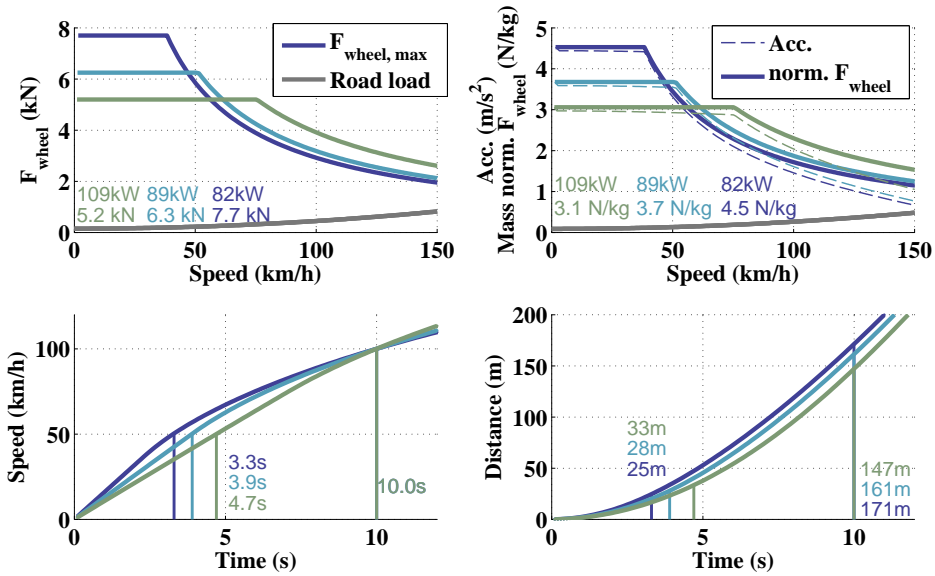 8
6
4
2
0
F wheel (kN)
F wheel, max
Road load
109kW 89kW 82kW
5.2 kN 6.3 kN 7.7 kN
0 50 100 150
Speed (km/h)
5
4
3
2
1
0
Acc. (m/s²)
Mass norm. F wheel (N/kg)
Acc.
norm. F wheel
109kW 89kW 82kW
3.1 N/kg 3.7 N/kg 4.5 N/kg
0 50 100 150
Speed (km/h)
100
50
0
Speed (km/h)
3.3s
3.9s
4.7s
10.0s
0 5 10
Time (s)
200
150
100
50
0
Distance (m)
33m
28m
25m
147m
161m
171m
0 5 10
Time (s)